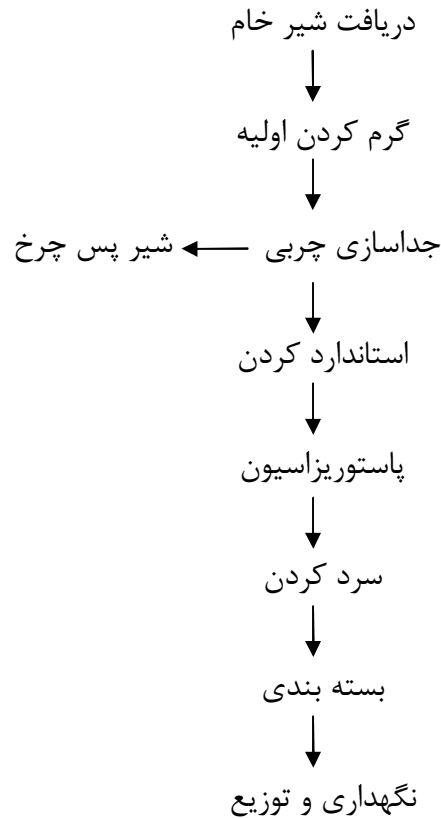 دریافت شیر خام
گرم کردن اولیه
جداسازی چربی
شیر پس چرخ
استاندارد کردن
پاستوریزاسیون
سرد کردن
بسته بندی
نگهداری و توزیع